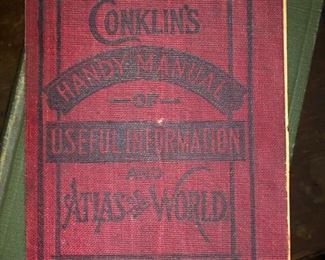 CONKLIN'S
HANDY MANUAL
OF
USEFUL INFORMATION
AND
ATLAS OF THE WORLD